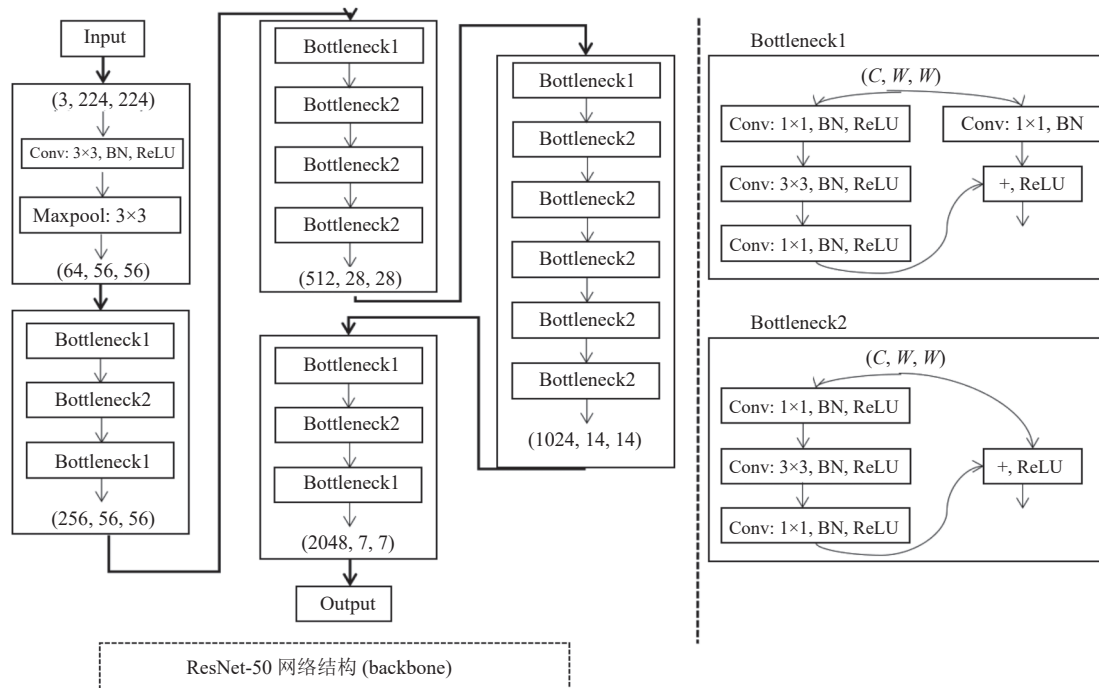 Input
(3, 224, 224)
Conv: 3×3, BN, ReLU
Maxpool: 3×3
(64, 56, 56)
Bottleneck1
Bottleneck2
Bottleneck1
(256, 56, 56)
Bottleneck1
Bottleneck2
Bottleneck2
Bottleneck2
(512, 28, 28)
Bottleneck1
Bottleneck2
Bottleneck2
Bottleneck2
Bottleneck2
Bottleneck2
(1024, 14, 14)
Bottleneck1
Bottleneck2
Bottleneck1
(2048, 7, 7)
Output
ResNet-50 网络结构 (backbone)
Bottleneck1
(C, W, W)
Conv: 1×1, BN, ReLU
Conv: 1×1, BN
Conv: 3×3, BN, ReLU
+, ReLU
Conv: 1×1, BN, ReLU
Bottleneck2
(C, W, W)
Conv: 1×1, BN, ReLU
Conv: 3×3, BN, ReLU
+, ReLU
Conv: 1×1, BN, ReLU